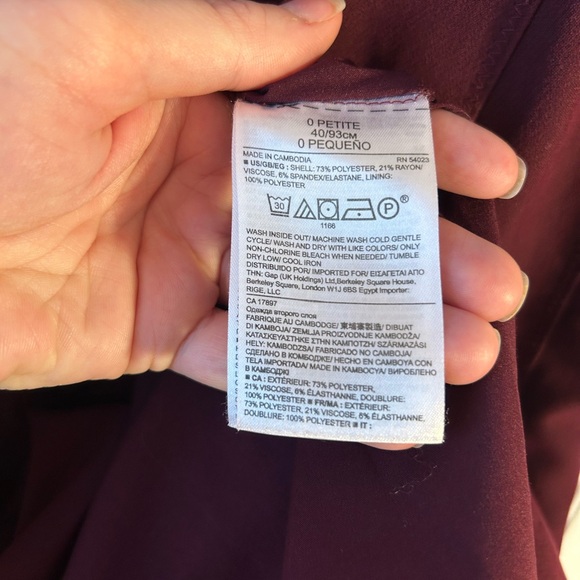 0 PETITE
40/93CM
0 PEQUEÑO
MADE IN CAMBODIA RN 54023
■ US/GB/EG : SHELL: 73% POLYESTER, 21% RAYON/
VISCOSE, 6% SPANDEX/ELASTANE, LINING:
100% POLYESTER
30 P ®
1166
WASH INSIDE OUT/ MACHINE WASH COLD GENTLE
CYCLE/ WASH AND DRY WITH LIKE COLORS/ ONLY
NON-CHLORINE BLEACH WHEN NEEDED/ TUMBLE
DRY LOW/ COOL IRON
DISTRIBUIDO POR/ IMPORTED FOR/ ΕΙΣΑΓΕΤΑΙ ΑΠΟ
ΤΗΝ: Gap (UK Holdings) Ltd,Berkeley Square House,
Berkeley Square, London W1J 6BS Egypt Importer:
RIGE, LLC.
CA 17897
Одежда второго слоя
FABRIQUE AU CAMBODGE/ 柬埔寨製造/ DIBUAT
DI KAMBOJA/ ZEMLJA PROIZVODNJE KAMBODŽA/
ΚΑΤΑΣΚΕΥΑΣΤΗΚΕ ΣΤΗΝ ΚΑΜΠΟΤΖΗ/ SZÁRMAZÁSI
HELY: KAMBODZSA/ FABRICADO NO CAMBOJA/
СДЕЛАНО В КОМБОДЖЕ/ HECHO EN CAMBOYA CON
TELA IMPORTADA/ MADE IN KAMBOCYA/ ВИРОБЛЕНО
В КАМБОДЖІ
■ CA : EXTÉRIEUR: 73% POLYESTER,
21% VISCOSE, 6% ÉLASTHANNE, DOUBLURE:
100% POLYESTER ■ FR/MA : EXTÉRIEUR:
73% POLYESTER, 21% VISCOSE, 6% ÉLASTHANNE,
DOUBLURE: 100% POLYESTER ■ IT :